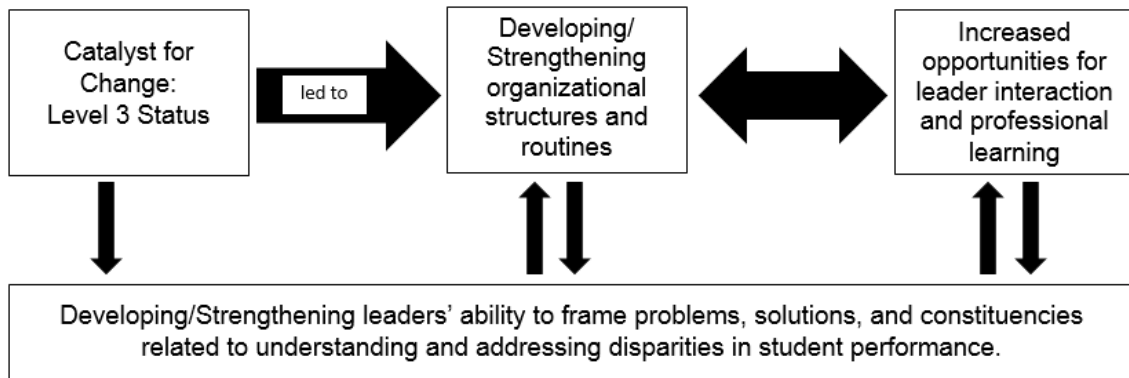 Catalyst for
Change:
Level 3 Status
led to
Developing/
Strengthening
organizational
structures and
routines
Increased
opportunities for
leader interaction
and professional
learning
Developing/Strengthening leaders’ ability to frame problems, solutions, and constituencies
related to understanding and addressing disparities in student performance.